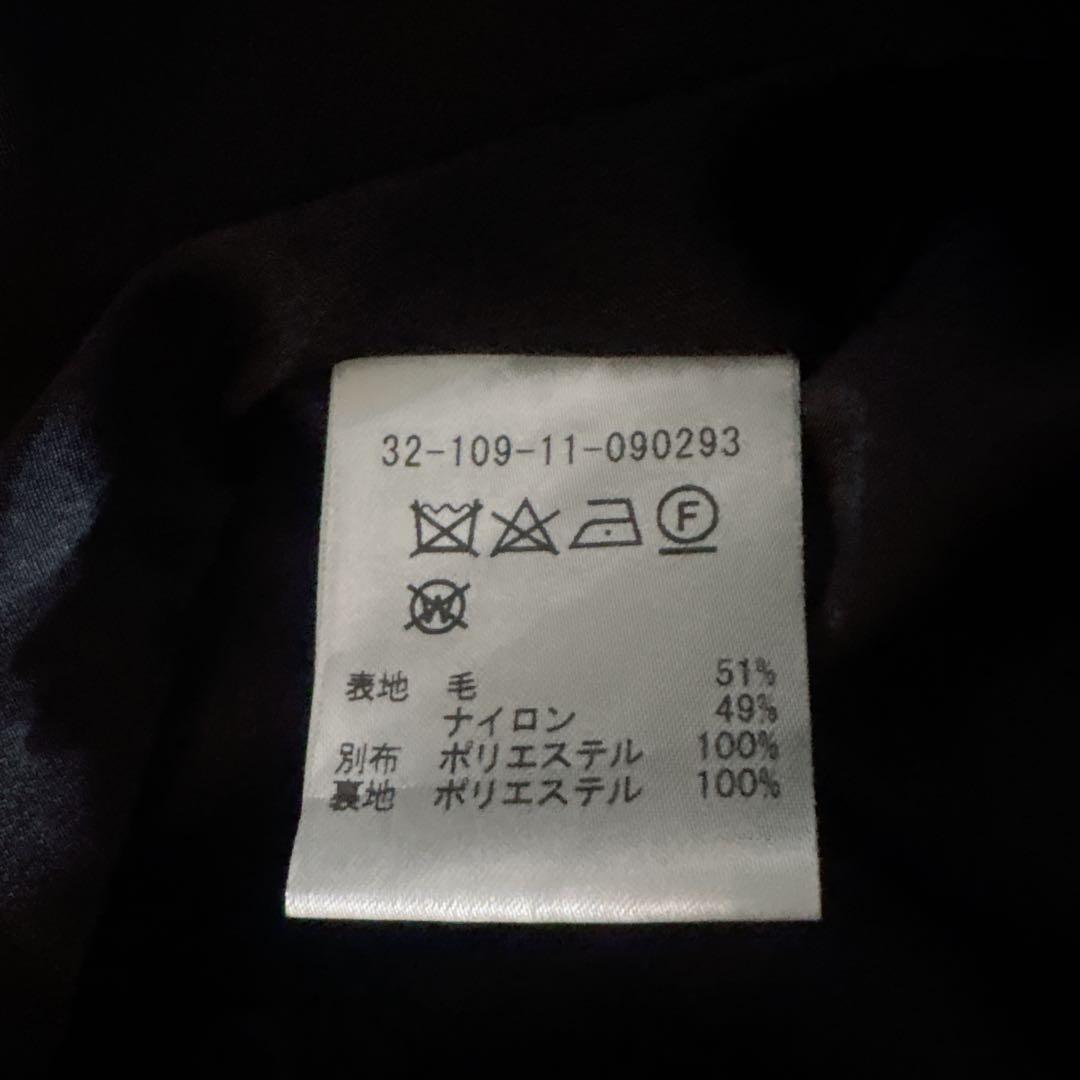 32-109-11-090293
F
W
表地 毛 51%
ナイロン 49%
別布 ポリエステル 100%
裏地 ポリエステル 100%